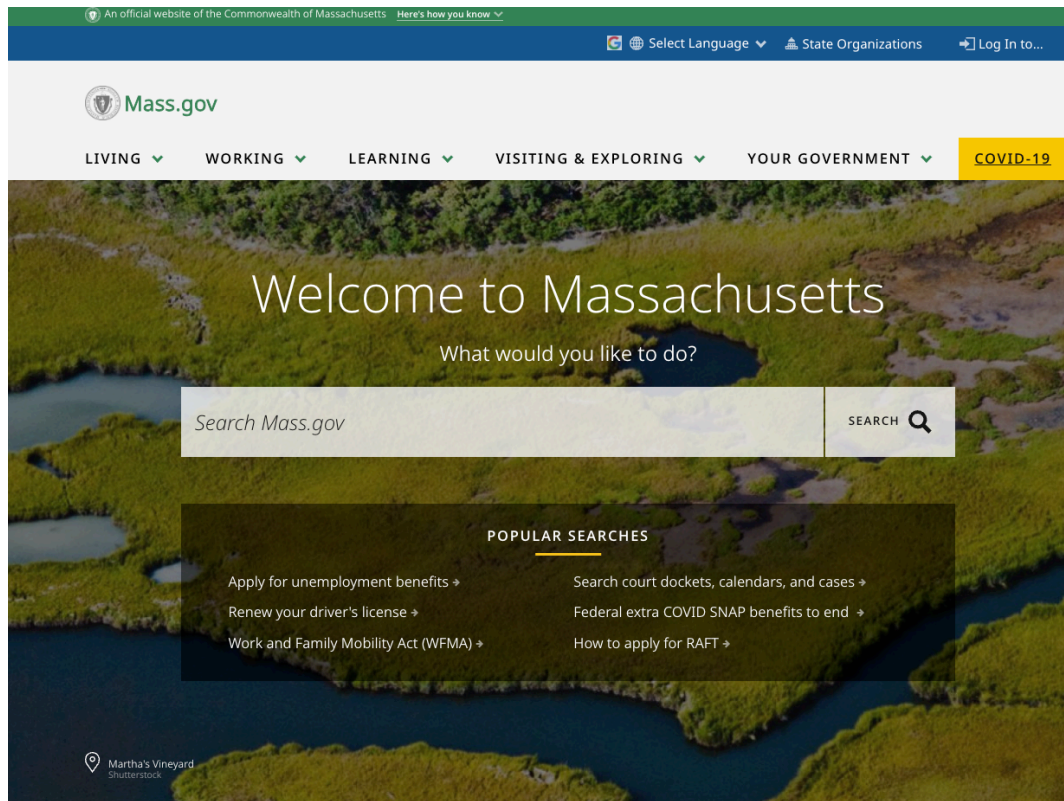 An official website of the Commonwealth of Massachusetts Here's how you know
Select Language State Organizations Log In to...
Mass.gov
LIVING WORKING LEARNING VISITING & EXPLORING YOUR GOVERNMENT COVID-19
Welcome to Massachusetts
What would you like to do?
Search Mass.gov SEARCH
POPULAR SEARCHES
Apply for unemployment benefits
Renew your driver's license
Work and Family Mobility Act (WFMA)
Search court dockets, calendars, and cases
Federal extra COVID SNAP benefits to end
How to apply for RAFT
Martha's Vineyard
Shutterstock